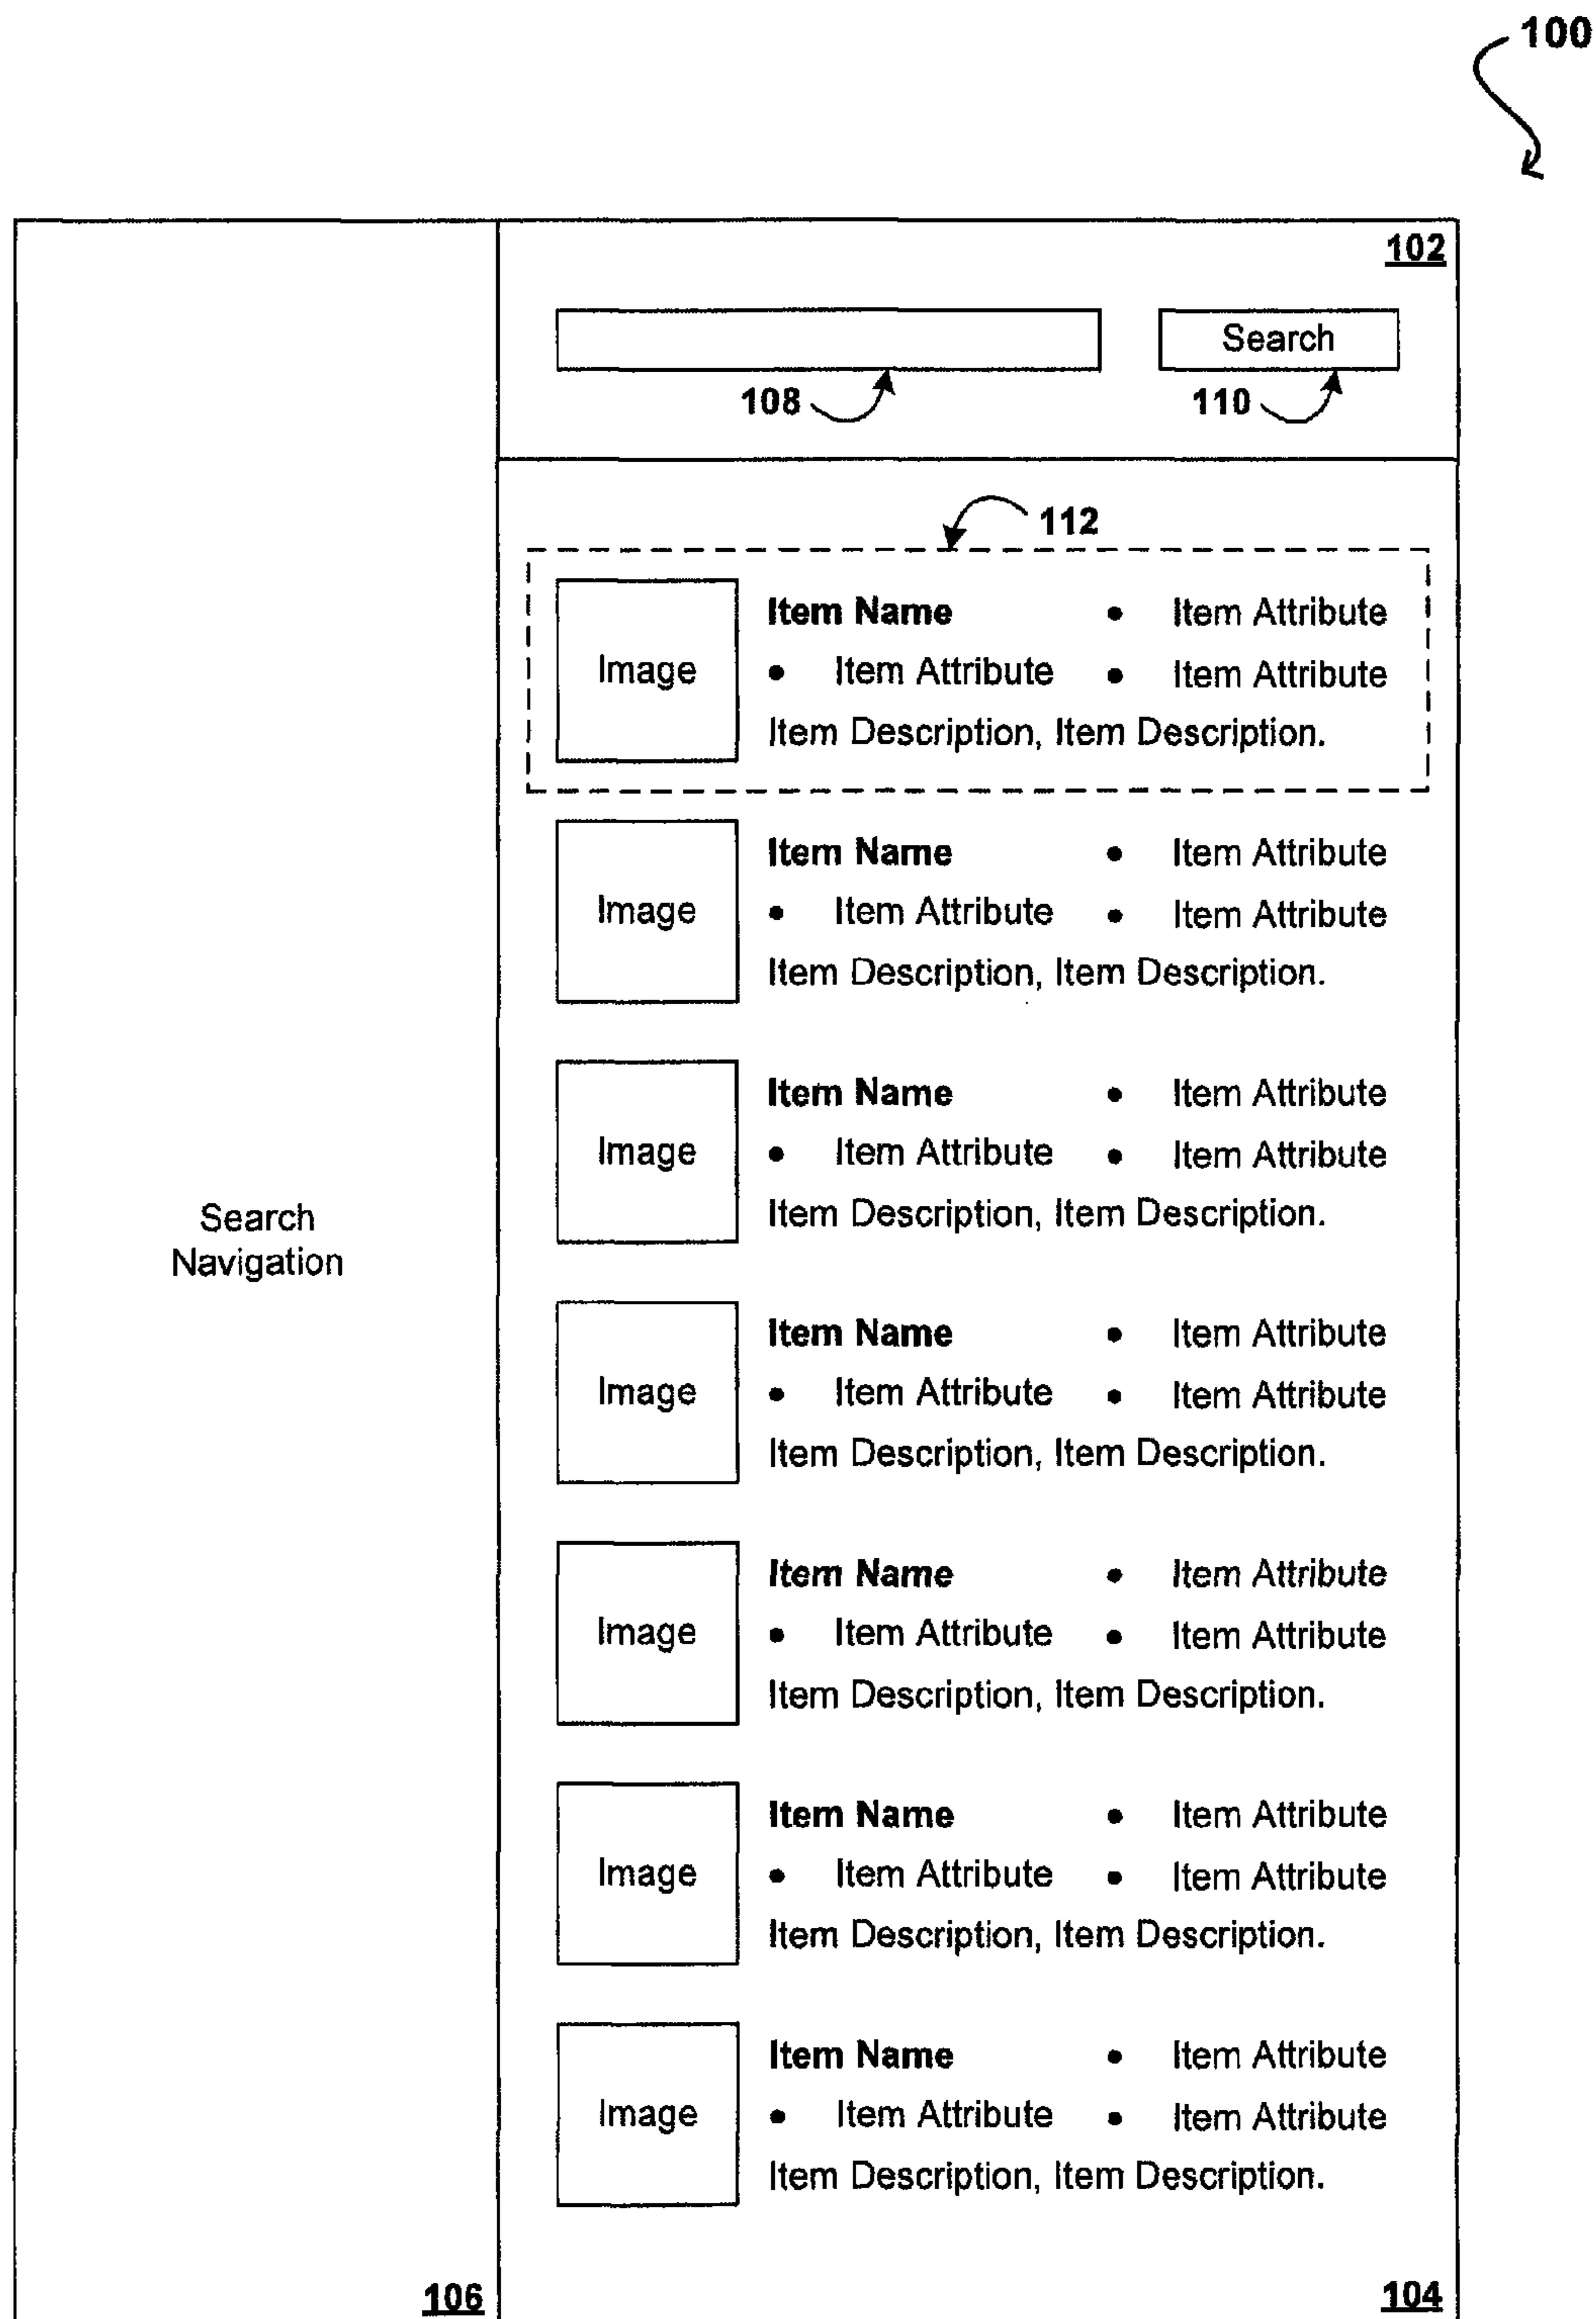 100
102
Search
108
110
112
Image
Item Name • Item Attribute
• Item Attribute • Item Attribute
Item Description, Item Description.
Image
Item Name • Item Attribute
• Item Attribute • Item Attribute
Item Description, Item Description.
Image
Item Name • Item Attribute
• Item Attribute • Item Attribute
Item Description, Item Description.
Search
Navigation
Image
Item Name • Item Attribute
• Item Attribute • Item Attribute
Item Description, Item Description.
Image
Item Name • Item Attribute
• Item Attribute • Item Attribute
Item Description, Item Description.
Image
Item Name • Item Attribute
• Item Attribute • Item Attribute
Item Description, Item Description.
Image
Item Name • Item Attribute
• Item Attribute • Item Attribute
Item Description, Item Description.
106
104